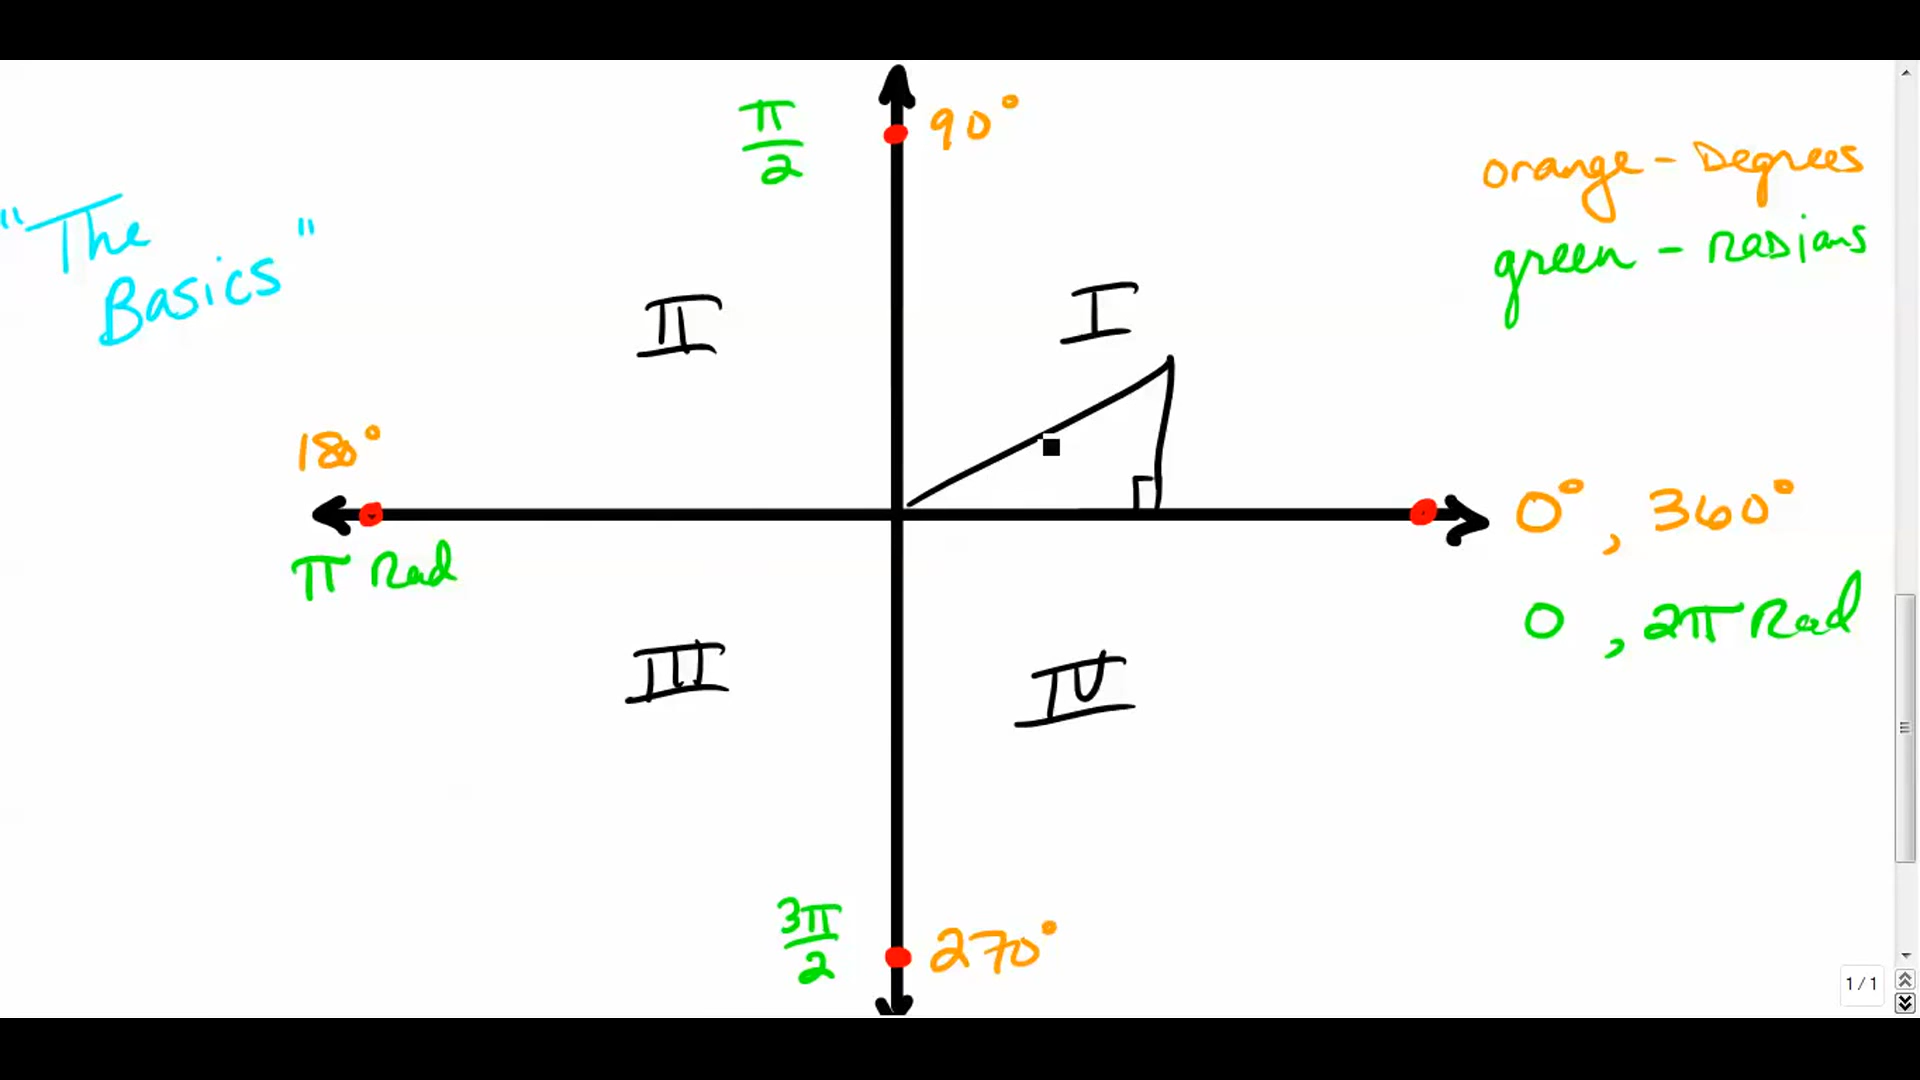 π/2
90°
orange - Degrees
green - Radians
"The
Basics"
II
I
180°
0°, 360°
π Rad
0, 2π Rad
III
IV
3π/2
270°
1 / 1